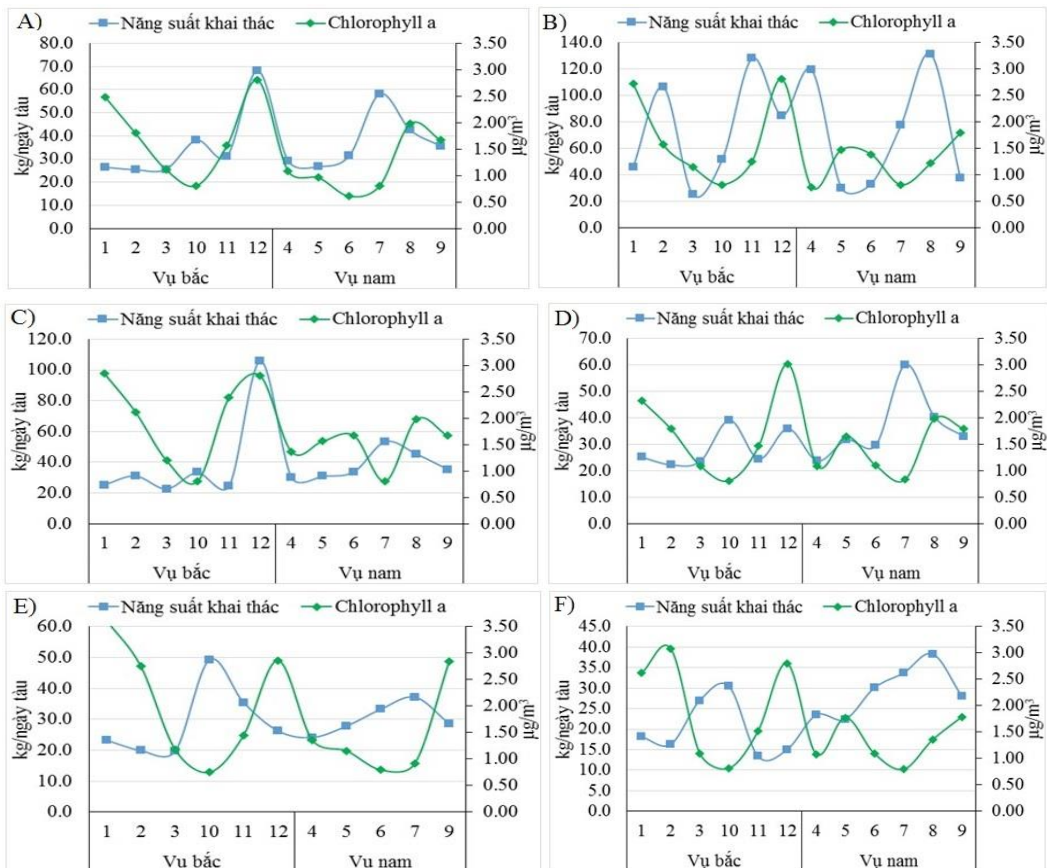 A)
Năng suất khai thác Chlorophyll a
80.0 3.50
70.0 3.00
60.0 2.50
50.0 2.00
40.0 1.50
30.0 1.00
20.0 0.50
10.0 0.00
0.0
kg/ngày tàu
µg/m³
1 2 3 10 11 12 4 5 6 7 8 9
Vụ bắc Vụ nam
B)
Năng suất khai thác Chlorophyll a
140.0 3.50
120.0 3.00
100.0 2.50
80.0 2.00
60.0 1.50
40.0 1.00
20.0 0.50
0.0 0.00
kg/ngày tàu
µg/m³
1 2 3 10 11 12 4 5 6 7 8 9
Vụ bắc Vụ nam
C)
Năng suất khai thác Chlorophyll a
120.0 3.50
100.0 3.00
80.0 2.50
60.0 2.00
40.0 1.50
20.0 1.00
0.0 0.50
0.00
kg/ngày tàu
µg/m³
1 2 3 10 11 12 4 5 6 7 8 9
Vụ bắc Vụ nam
D)
Năng suất khai thác Chlorophyll a
70.0 3.50
60.0 3.00
50.0 2.50
40.0 2.00
30.0 1.50
20.0 1.00
10.0 0.50
0.0 0.00
kg/ngày tàu
µg/m³
1 2 3 10 11 12 4 5 6 7 8 9
Vụ bắc Vụ nam
E)
Năng suất khai thác Chlorophyll a
60.0 3.50
50.0 3.00
40.0 2.50
30.0 2.00
20.0 1.50
10.0 1.00
0.0 0.50
0.00
kg/ngày tàu
µg/m³
1 2 3 10 11 12 4 5 6 7 9
Vụ bắc Vụ nam
F)
Năng suất khai thác Chlorophyll a
45.0 3.50
40.0 3.00
35.0 2.50
30.0 2.00
25.0 1.50
20.0 1.00
15.0 0.50
10.0 0.00
5.0
0.0
kg/ngày tàu
µg/m³
1 2 3 10 11 12 4 5 6 7 8 9
Vụ bắc Vụ nam